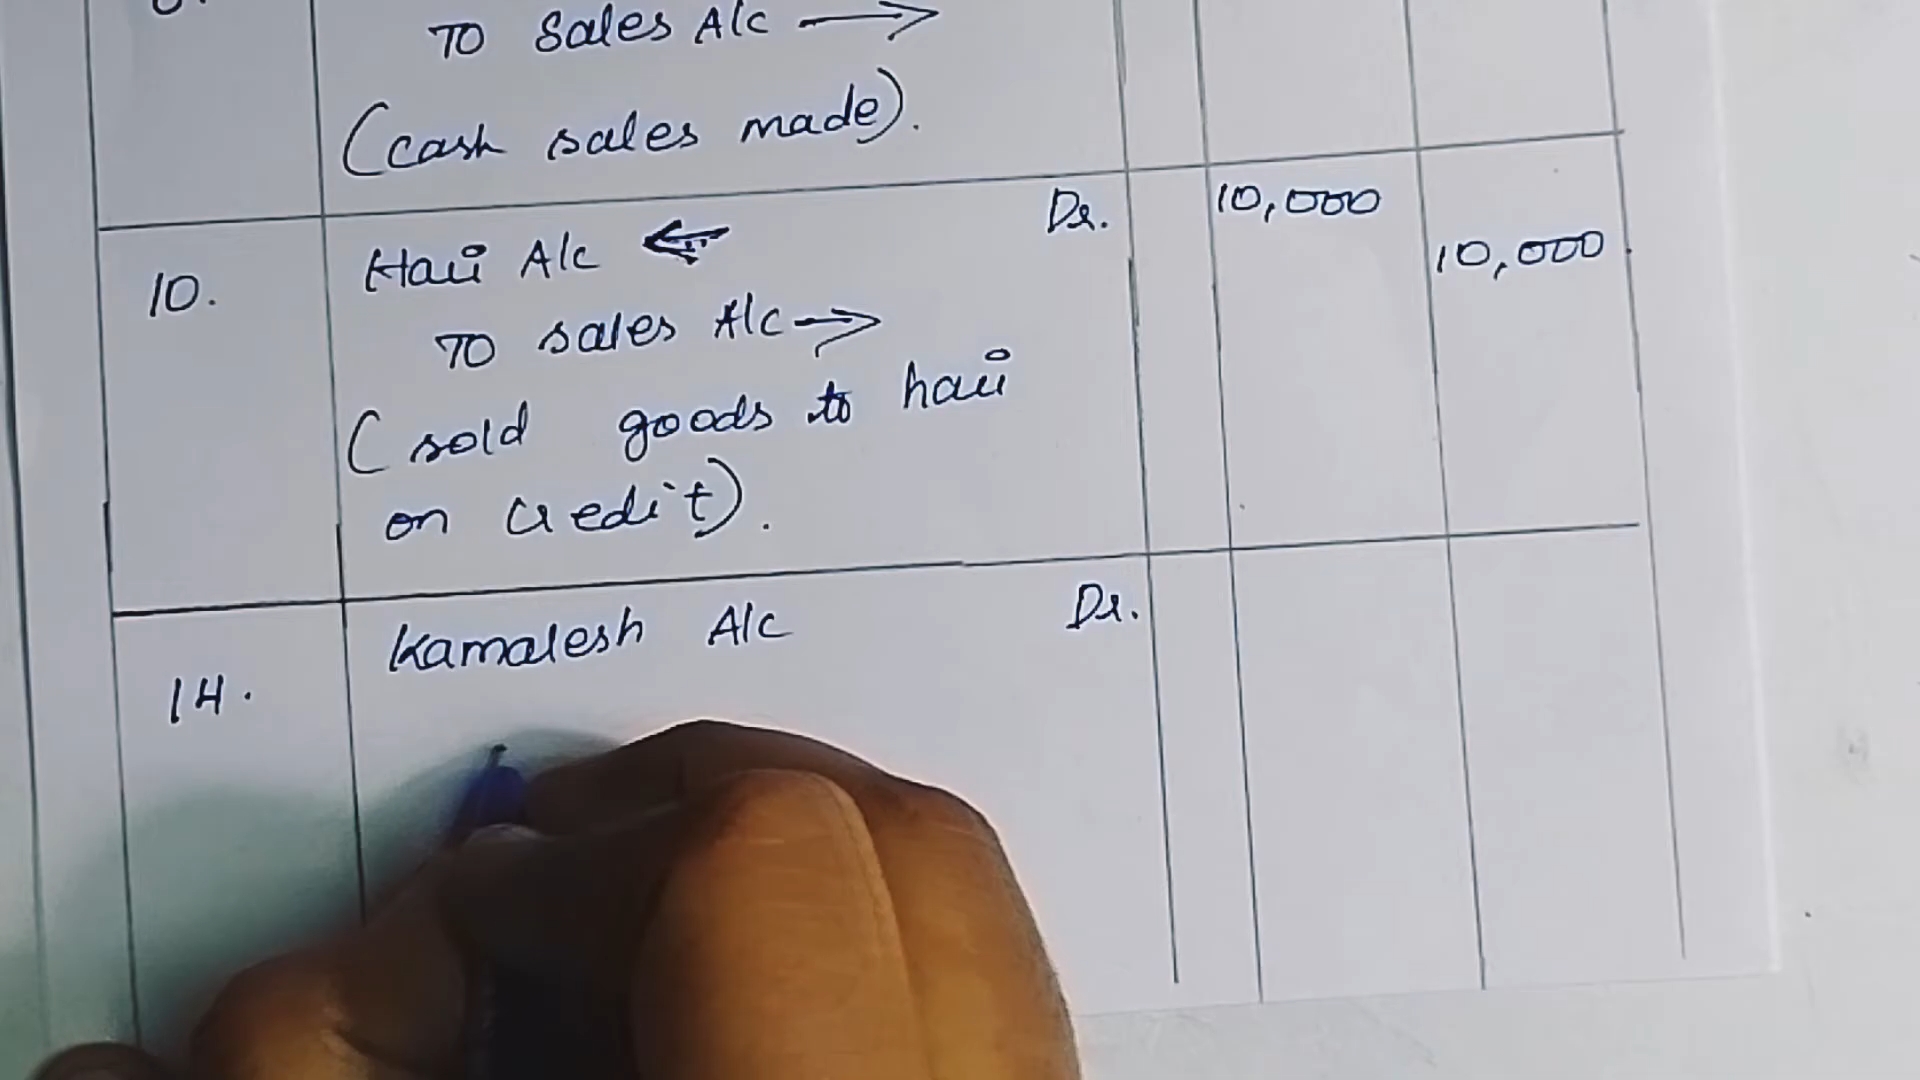 To Sales A/c →
(cash sales made).
10. Hari A/c ← Dr. 10,000
To sales A/c → 10,000
(sold goods to hari
on credit).
14. Kamalesh A/c Dr.